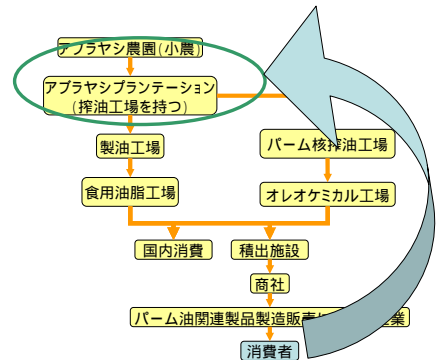 アブラヤシ農園(小農)
アブラヤシプランテーション
(搾油工場を持つ)
製油工場
パーム核搾油工場
食用油脂工場
オレオケミカル工場
国内消費
積出施設
商社
パーム油関連製品製造販売
業
消費者